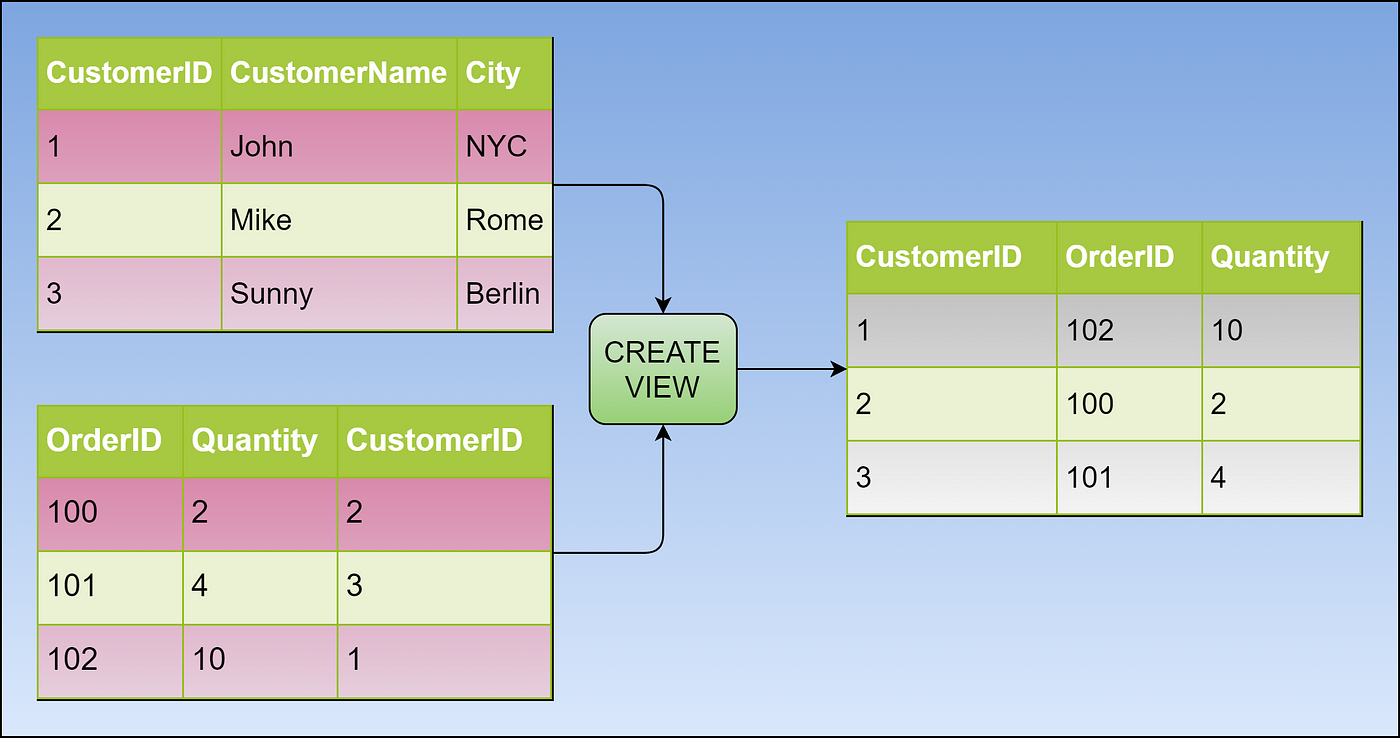 CustomerID CustomerName City
1 John NYC
2 Mike Rome
3 Sunny Berlin
OrderID Quantity CustomerID
100 2 2
101 4 3
102 10 1
CREATE
VIEW
CustomerID OrderID Quantity
1 102 10
2 100 2
3 101 4